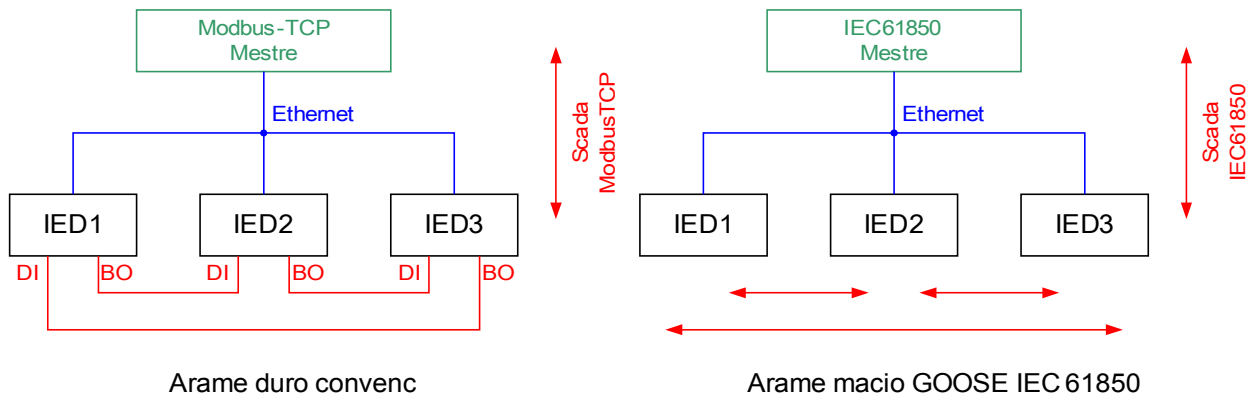 Modbus-TCP
Mestre
Ethernet
Scada
ModbusTCP
IED1
IED2
IED3
DI
BO
DI
BO
DI
BO
Arame duro convenc
IEC61850
Mestre
Ethernet
Scada
IEC61850
IED1
IED2
IED3
Arame macio GOOSE IEC 61850